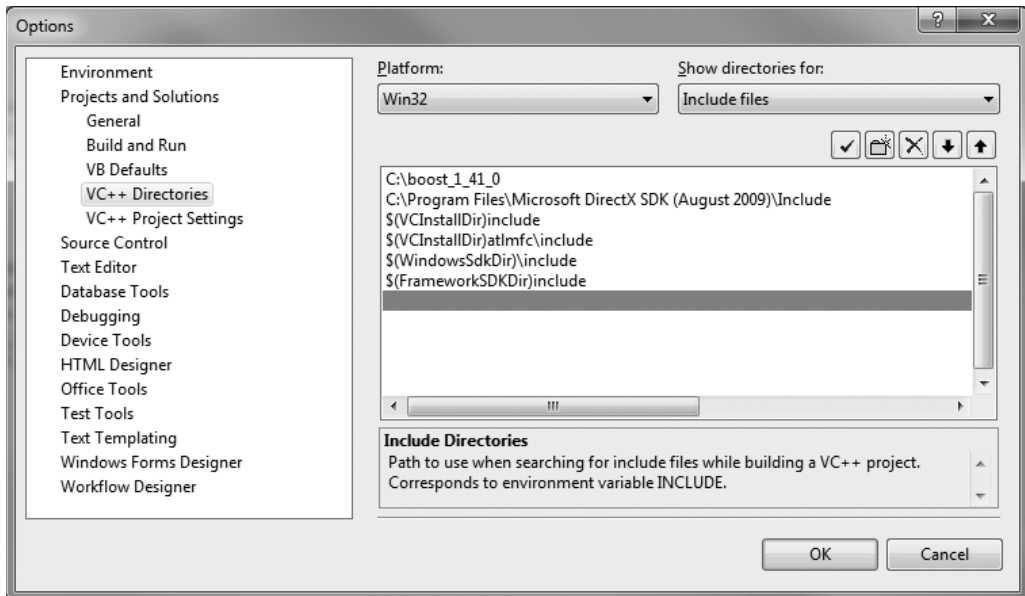 Options
Environment
Projects and Solutions
General
Build and Run
VB Defaults
VC++ Directories
VC++ Project Settings
Source Control
Text Editor
Database Tools
Debugging
Device Tools
HTML Designer
Office Tools
Test Tools
Text Templating
Windows Forms Designer
Workflow Designer
Platform:
Win32
Show directories for:
Include files
C:\boost_1_41_0
C:\Program Files\Microsoft DirectX SDK (August 2009)\Include
$(VCInstallDir)include
$(VCInstallDir)atlmfc\include
$(WindowsSdkDir)\include
$(FrameworkSDKDir)include
Include Directories
Path to use when searching for include files while building a VC++ project.
Corresponds to environment variable INCLUDE.
OK
Cancel